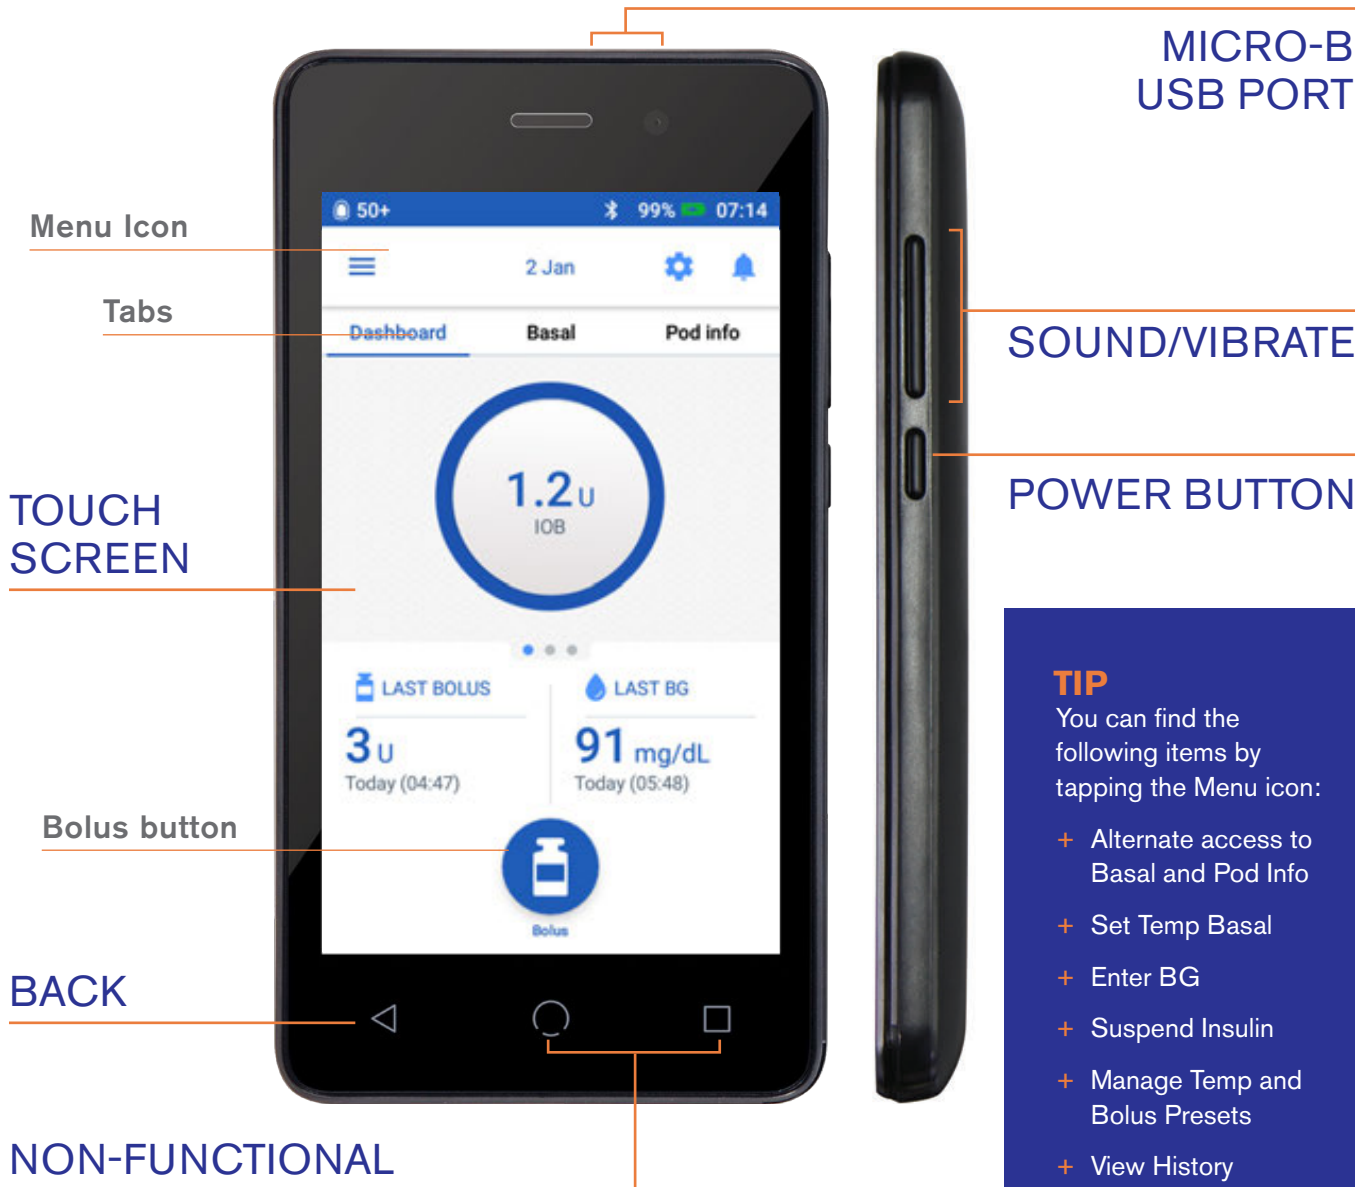 MICRO-B
USB PORT
50+ 99% 07:14
Menu Icon
2 Jan
Tabs
Dashboard Basal Pod info
SOUND/VIBRATE
1.2 U
IOB
POWER BUTTON
TOUCH
SCREEN
LAST BOLUS LAST BG
3 U 91 mg/dL
Today (04:47) Today (05:48)
Bolus button
Bolus
BACK
NON-FUNCTIONAL
TIP
You can find the
following items by
tapping the Menu icon:
+ Alternate access to
Basal and Pod Info
+ Set Temp Basal
+ Enter BG
+ Suspend Insulin
+ Manage Temp and
Bolus Presets
+ View History